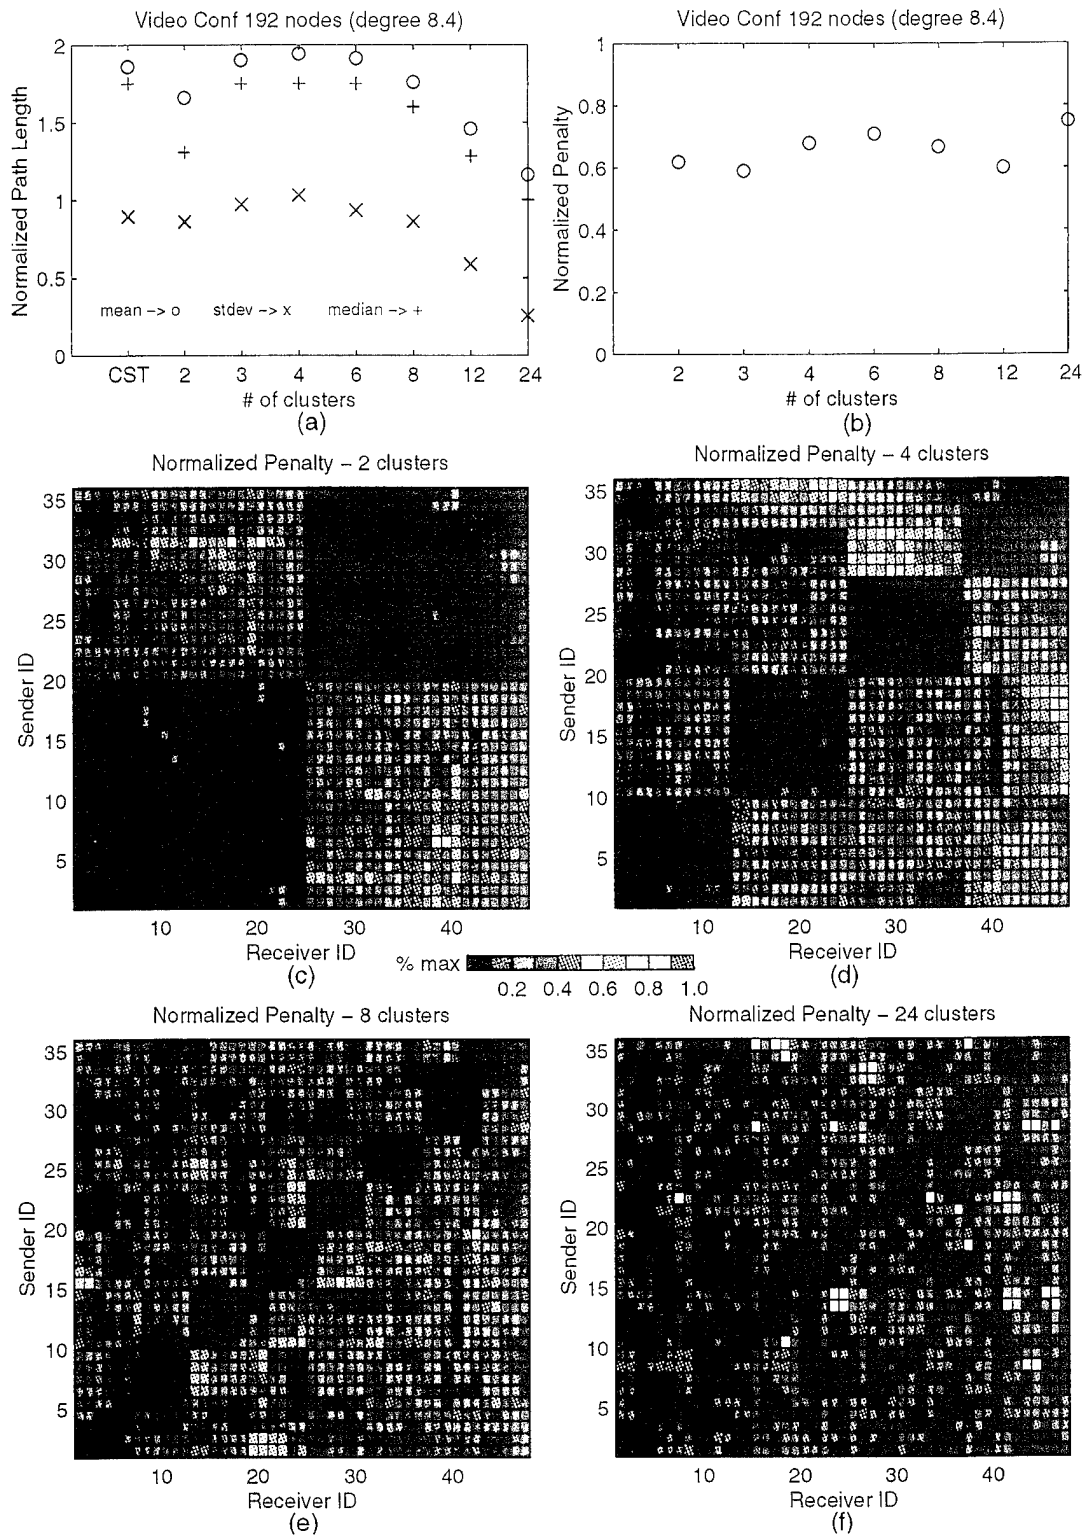 Video Conf 192 nodes (degree 8.4)
2
1.5
1
0.5
0
Normalized Path Length
mean -> o stdev -> x median -> +
CST 2 3 4 6 8 12 24
# of clusters
(a)
Video Conf 192 nodes (degree 8.4)
1
0.8
0.6
0.4
0.2
0
Normalized Penalty
2 3 4 6 8 12 24
# of clusters
(b)
Normalized Penalty – 2 clusters
35
30
25
20
15
10
5
Sender ID
10 20 30 40
Receiver ID
(c)
Normalized Penalty – 4 clusters
35
30
25
20
15
10
5
Sender ID
10 20 30 40
Receiver ID
(d)
% max
0.2 0.4 0.6 0.8 1.0
Normalized Penalty – 8 clusters
35
30
25
20
15
10
5
Sender ID
10 20 30 40
Receiver ID
(e)
Normalized Penalty – 24 clusters
35
30
25
20
15
10
5
Sender ID
10 20 30 40
Receiver ID
(f)